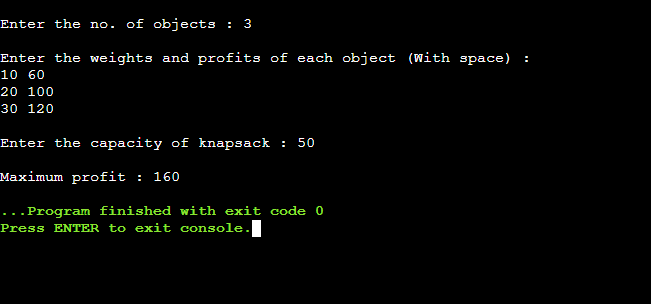 Enter the no. of objects : 3
Enter the weights and profits of each object (With space) :
10 60
20 100
30 120
Enter the capacity of knapsack : 50
Maximum profit : 160
...Program finished with exit code 0
Press ENTER to exit console.